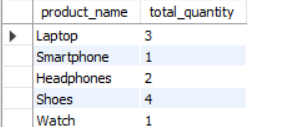 product_name total_quantity
Laptop 3
Smartphone 1
Headphones 2
Shoes 4
Watch 1